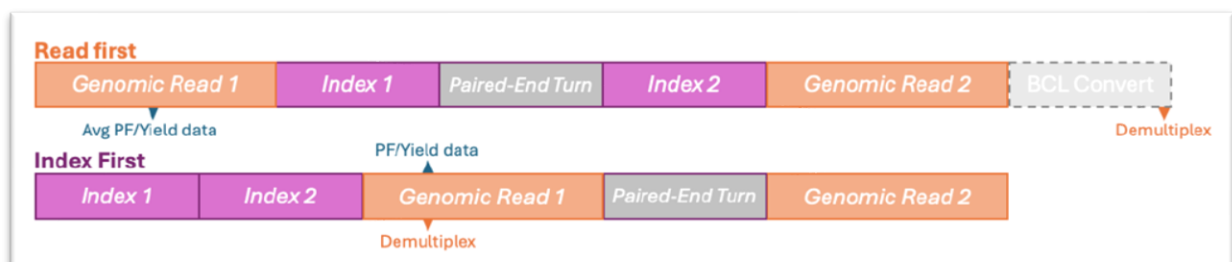 Read first
Genomic Read 1 Index 1 Paired-End Turn Index 2 Genomic Read 2 BCL Convert
Avg PF/Yield data Demultiplex
PF/Yield data
Index First
Index 1 Index 2 Genomic Read 1 Paired-End Turn Genomic Read 2
Demultiplex